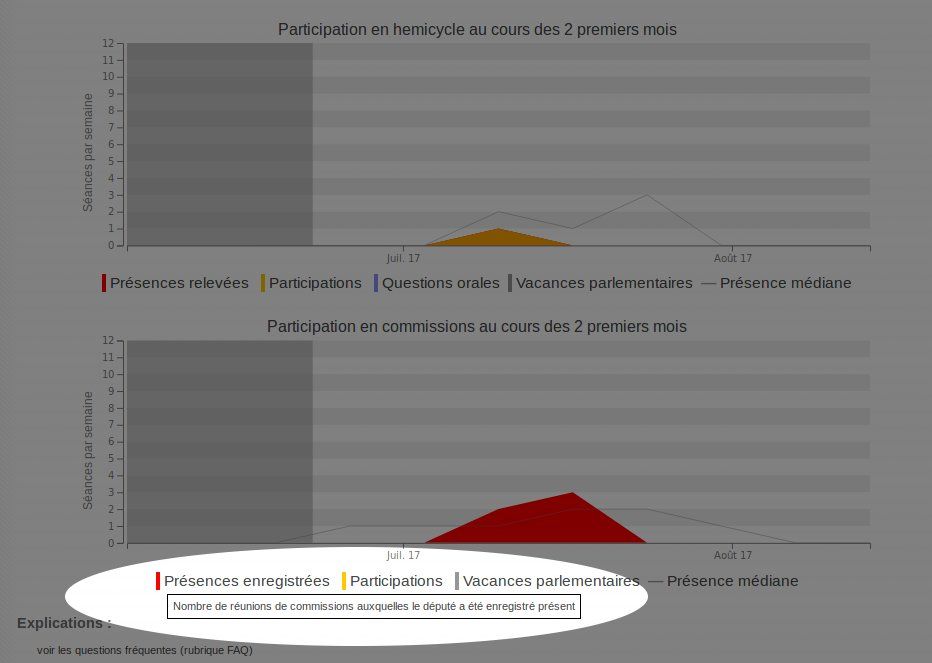 Participation en hemicycle au cours des 2 premiers mois
12
11
10
9
8
7
6
5
4
3
2
1
0
Séances par semaine
Juil. 17 Août 17
Présences relevées Participations Questions orales Vacances parlementaires Présence médiane
Participation en commissions au cours des 2 premiers mois
12
11
10
9
8
7
6
5
4
3
2
1
0
Séances par semaine
Juil. 17 Août 17
Présences enregistrées Participations Vacances parlementaires Présence médiane
Nombre de réunions de commissions auxquelles le député a été enregistré présent
Explications :
voir les questions fréquentes (rubrique FAQ)